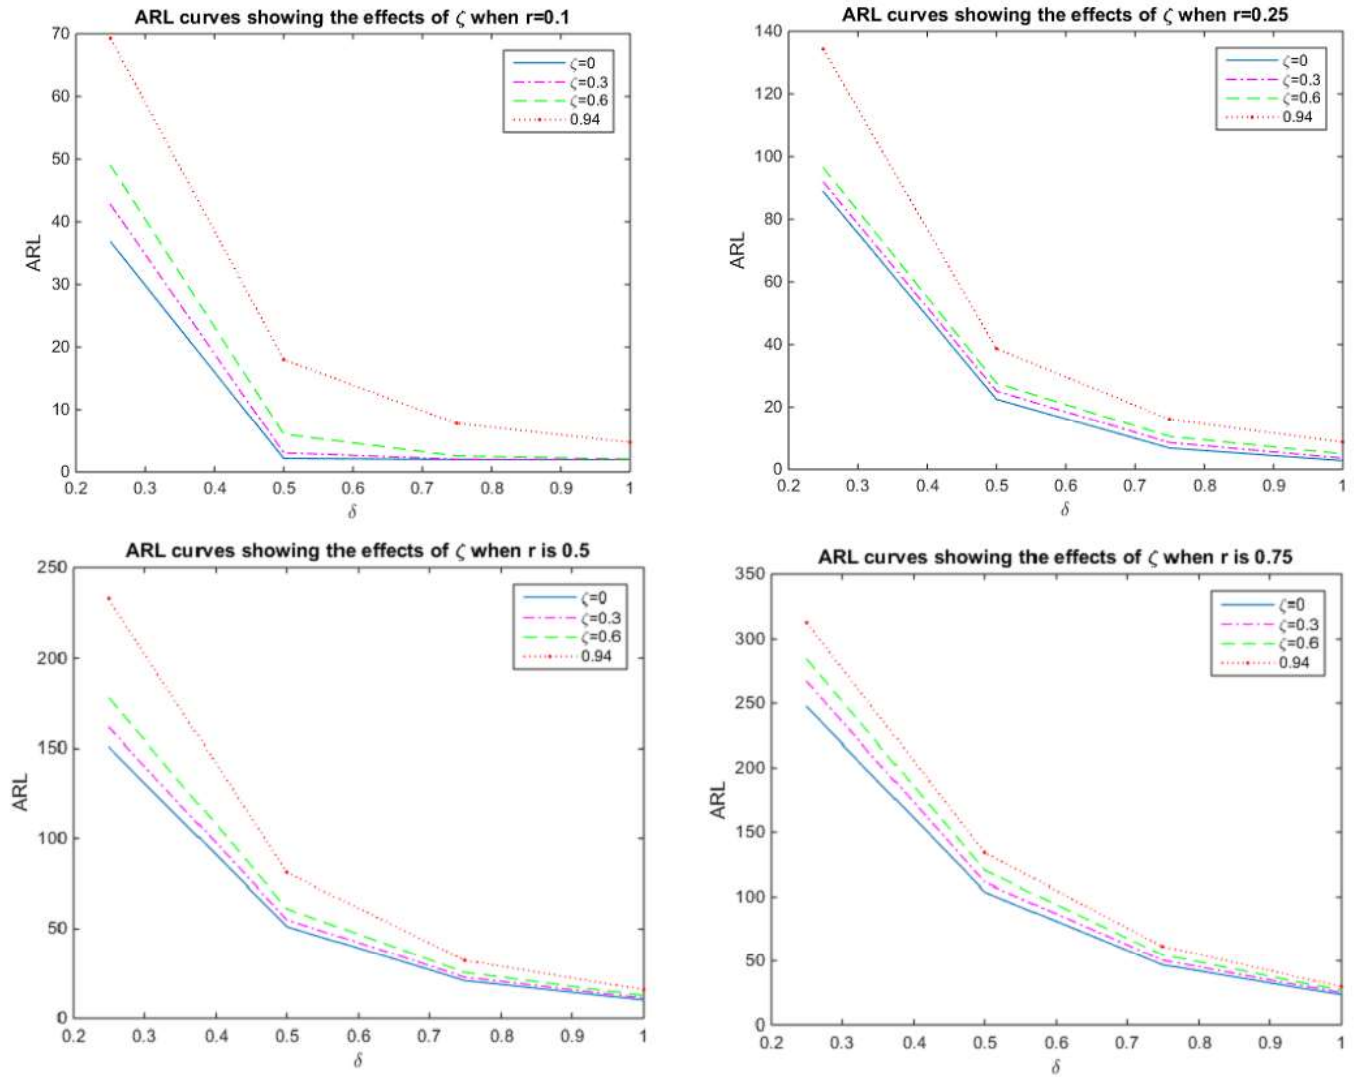 ARL curves showing the effects of ζ when r=0.1
70
60
50
40
30
20
10
0
ARL
0.2 0.3 0.4 0.5 0.6 0.7 0.8 0.9 1
δ
ζ=0
ζ=0.3
ζ=0.6
0.94
ARL curves showing the effects of ζ when r=0.25
140
120
100
80
60
40
20
0
ARL
0.2 0.3 0.4 0.5 0.6 0.7 0.8 0.9 1
δ
ζ=0
ζ=0.3
ζ=0.6
0.94
ARL curves showing the effects of ζ when r is 0.5
250
200
150
100
50
0
ARL
0.2 0.3 0.4 0.5 0.6 0.7 0.8 0.9 1
δ
ζ=0
ζ=0.3
ζ=0.6
0.94
ARL curves showing the effects of ζ when r is 0.75
350
300
250
200
150
100
50
0
ARL
0.2 0.3 0.4 0.5 0.6 0.7 0.8 0.9 1
δ
ζ=0
ζ=0.3
ζ=0.6
0.94